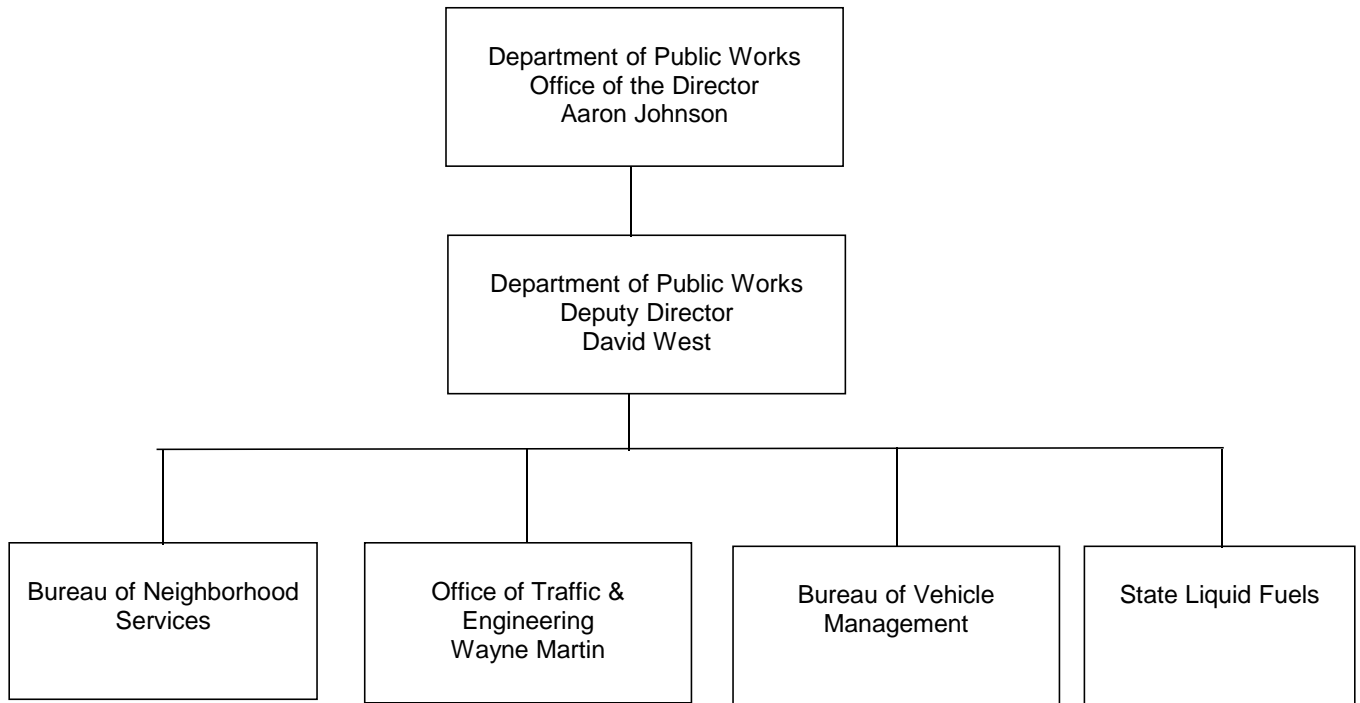 Department of Public Works
Office of the Director
Aaron Johnson
Department of Public Works
Deputy Director
David West
Bureau of Neighborhood
Services
Office of Traffic &
Engineering
Wayne Martin
Bureau of Vehicle
Management
State Liquid Fuels